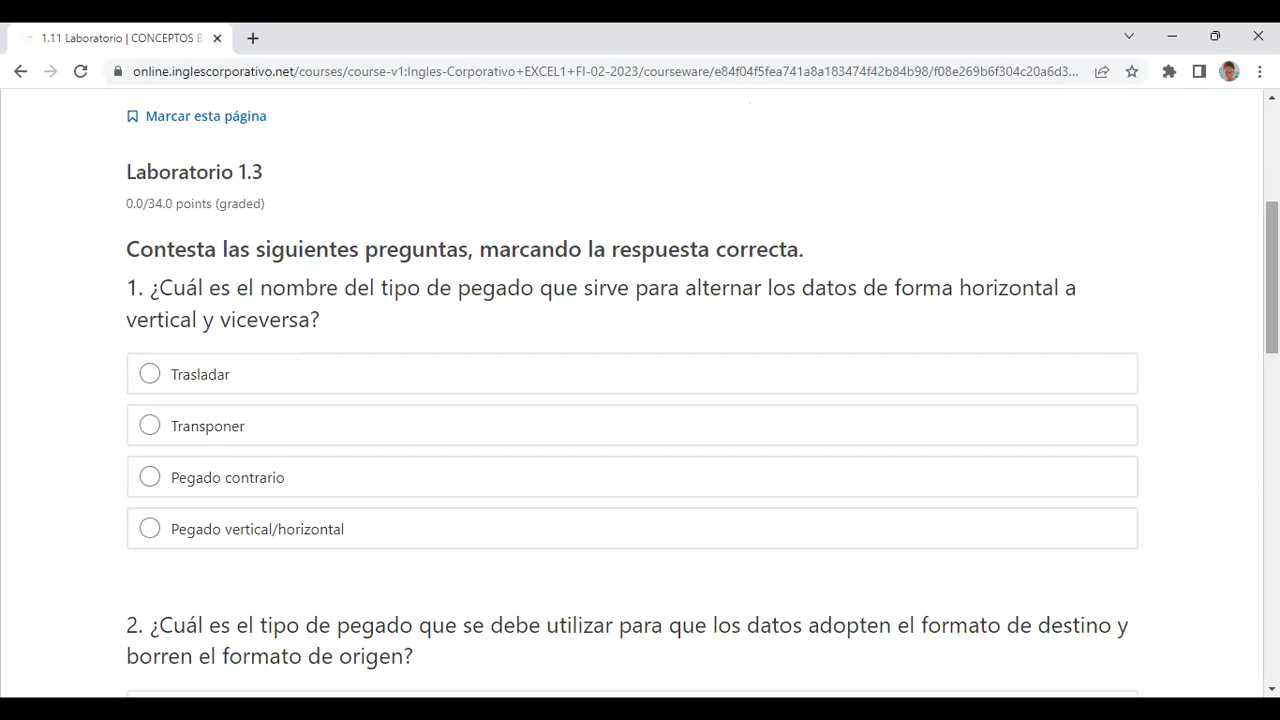 1.11 Laboratorio | CONCEPTOS B
online.inglescorporativo.net/courses/course-v1:Ingles-Corporativo+EXCEL1+FI-02-2023/courseware/e84f04f5fea741a8a183474f42b84b98/f08e269b6f304c20a6d3...
Marcar esta página
Laboratorio 1.3
0.0/34.0 points (graded)
Contesta las siguientes preguntas, marcando la respuesta correcta.
1. ¿Cuál es el nombre del tipo de pegado que sirve para alternar los datos de forma horizontal a
vertical y viceversa?
Trasladar
Transponer
Pegado contrario
Pegado vertical/horizontal
2. ¿Cuál es el tipo de pegado que se debe utilizar para que los datos adopten el formato de destino y
borren el formato de origen?